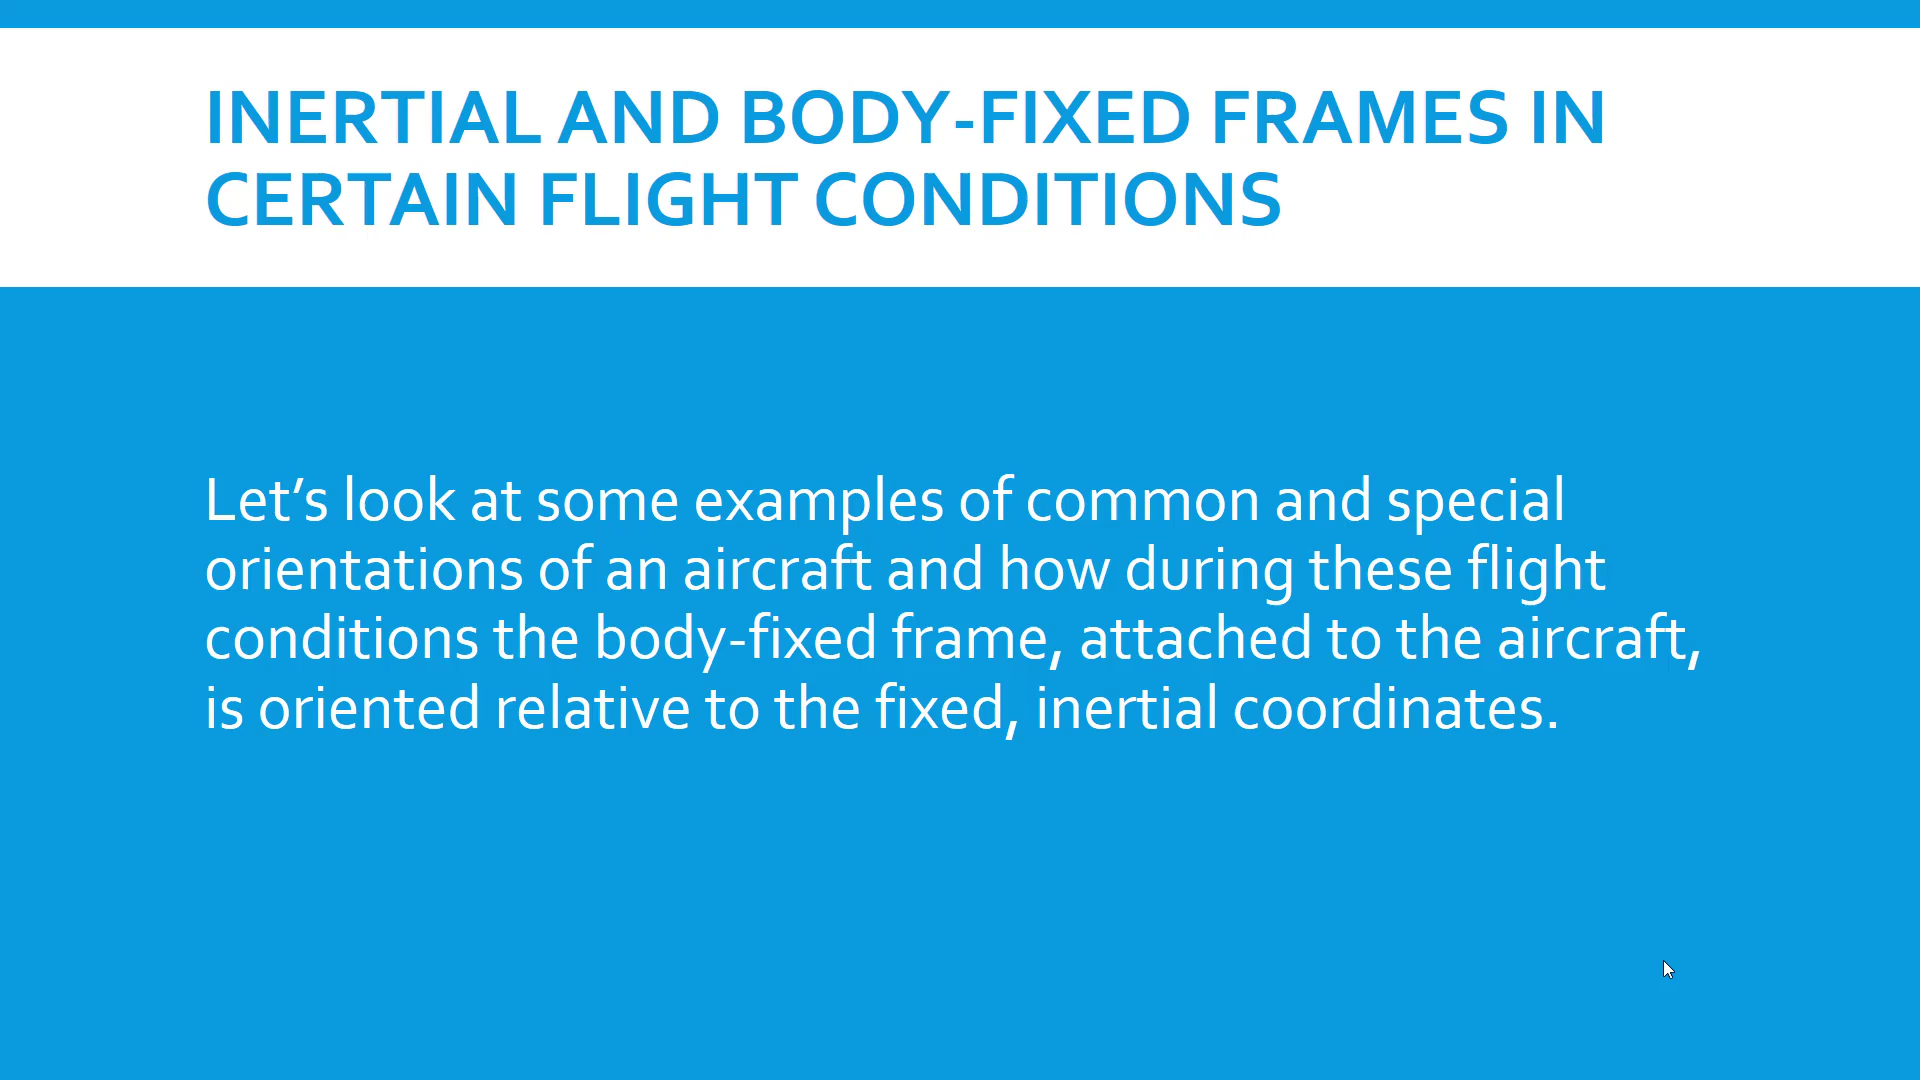 INERTIAL AND BODY-FIXED FRAMES IN
CERTAIN FLIGHT CONDITIONS
Let’s look at some examples of common and special
orientations of an aircraft and how during these flight
conditions the body-fixed frame, attached to the aircraft,
is oriented relative to the fixed, inertial coordinates.